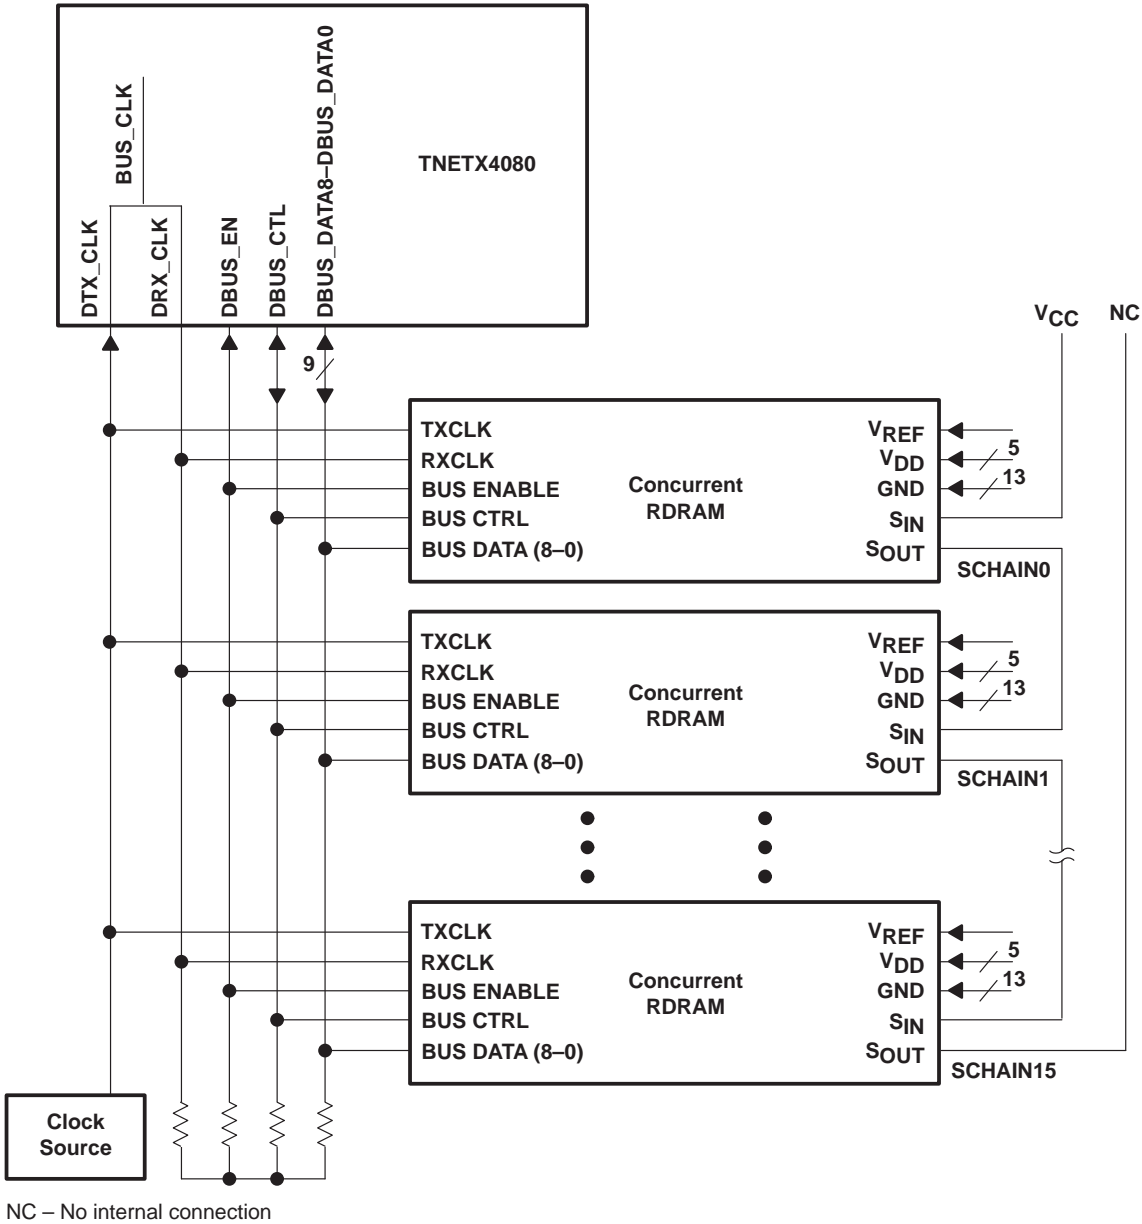 TNETX4080
BUS_CLK
DTX_CLK
DRX_CLK
DBUS_EN
DBUS_CTL
DBUS_DATA8–DBUS_DATA0
9
VCC
NC
TXCLK
RXCLK
BUS ENABLE
BUS CTRL
BUS DATA (8–0)
Concurrent
RDRAM
VREF
VDD
GND
SIN
SOUT
5
13
SCHAIN0
TXCLK
RXCLK
BUS ENABLE
BUS CTRL
BUS DATA (8–0)
Concurrent
RDRAM
VREF
VDD
GND
SIN
SOUT
5
13
SCHAIN1
TXCLK
RXCLK
BUS ENABLE
BUS CTRL
BUS DATA (8–0)
Concurrent
RDRAM
VREF
VDD
GND
SIN
SOUT
5
13
SCHAIN15
Clock
Source
NC – No internal connection